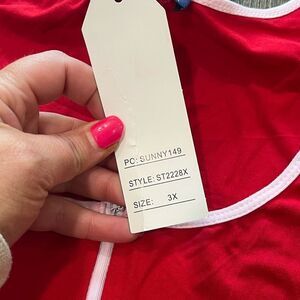 PC: SUNNY149
STYLE: ST2228X
SIZE: 3X